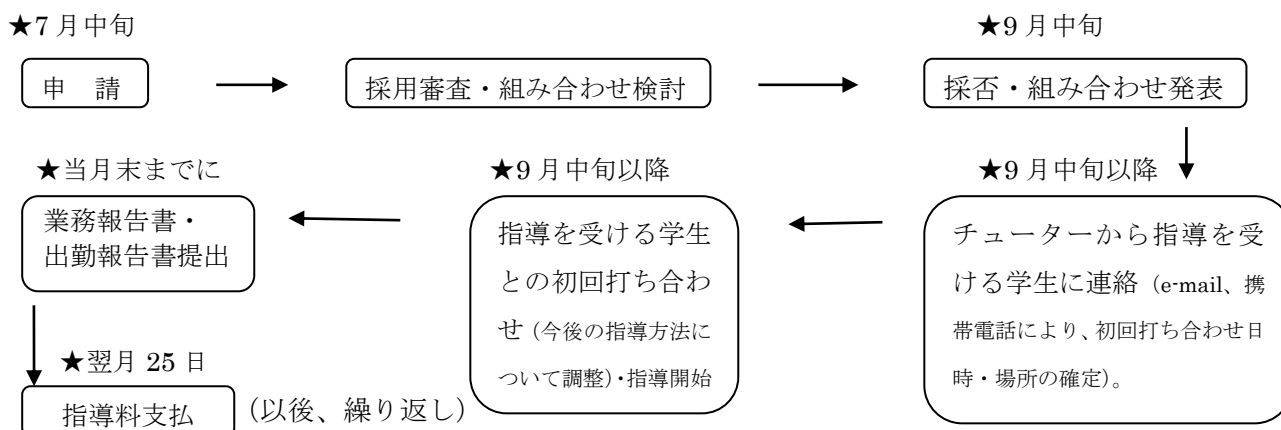 ★7月中旬
★9月中旬
申　請
採用審査・組み合わせ検討
採否・組み合わせ発表
★9月中旬以降
チューターから指導を受
ける学生に連絡（e-mail、携
帯電話により、初回打ち合わせ日
時・場所の確定）。
★9月中旬以降
指導を受ける学生
との初回打ち合わ
せ（今後の指導方法に
ついて調整）・指導開始
★当月末までに
業務報告書・
出勤報告書提出
★翌月 25 日
指導料支払
（以後、繰り返し）